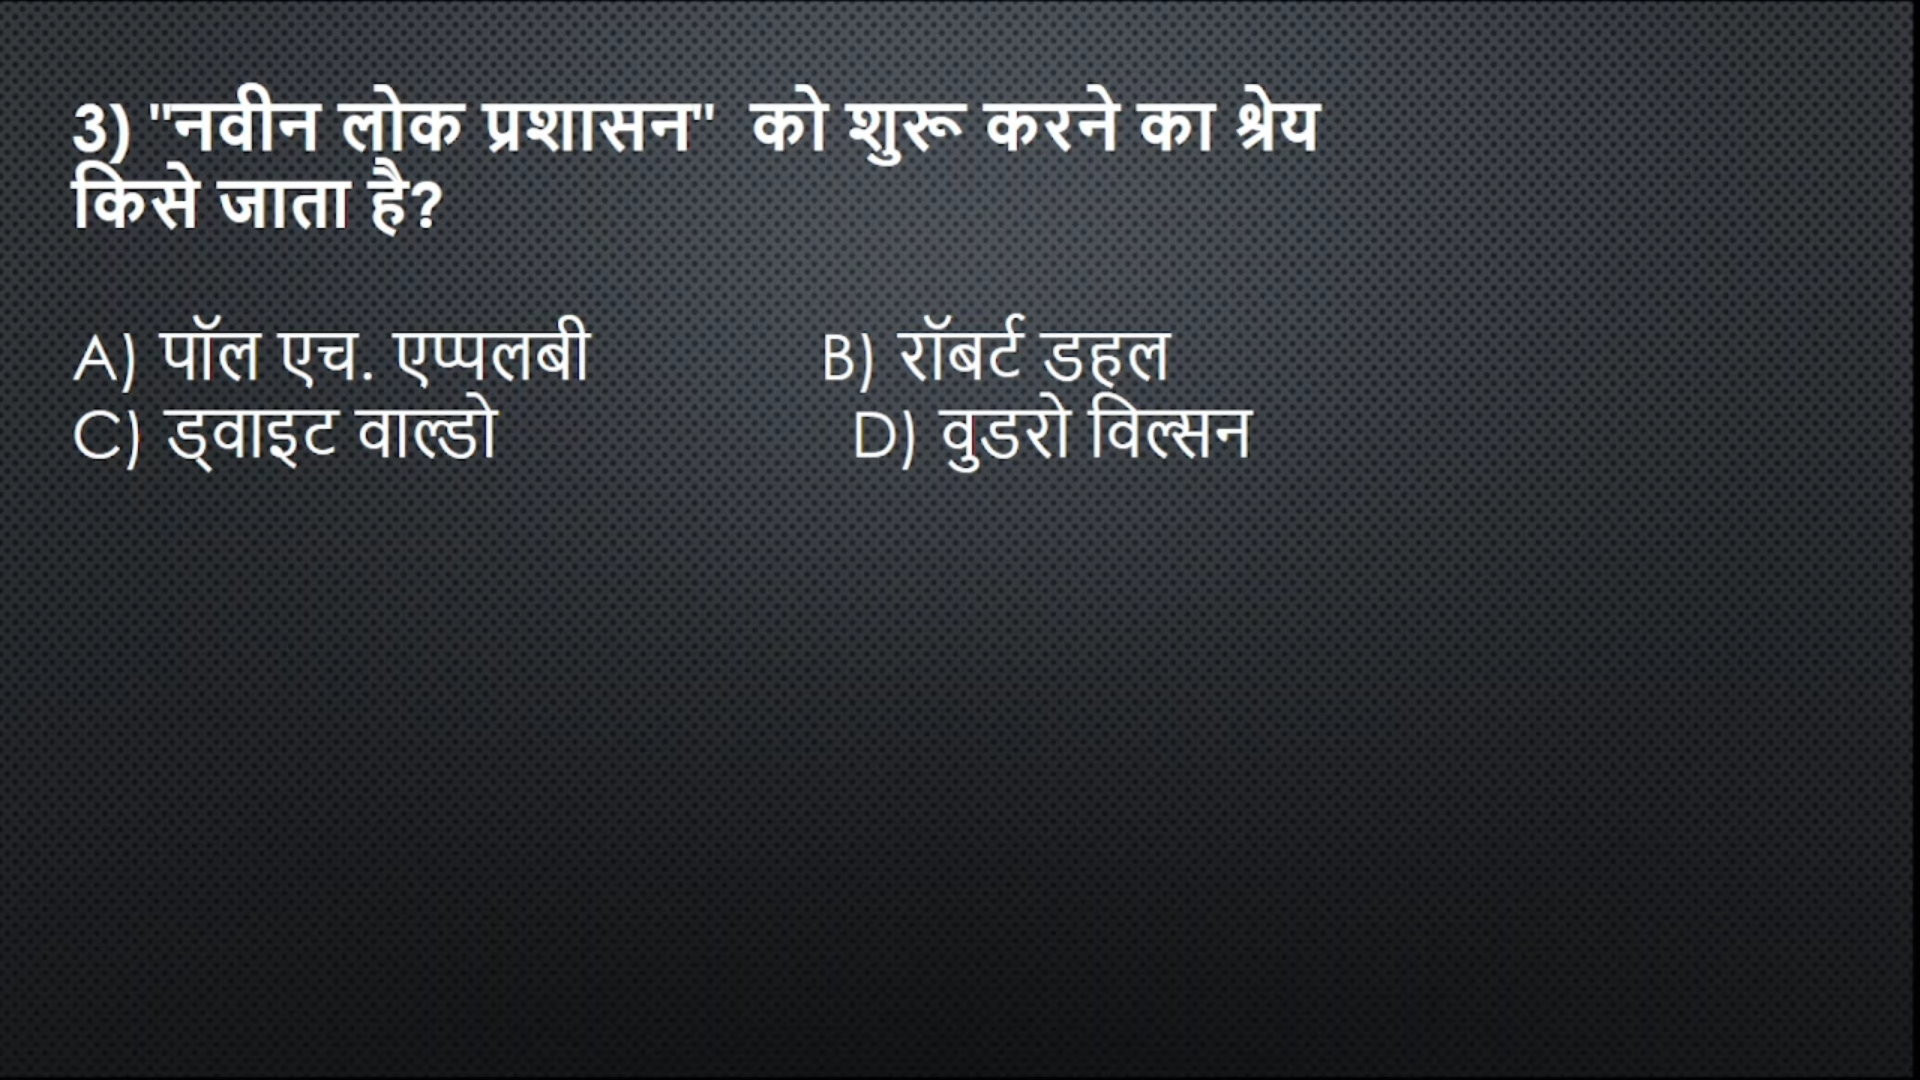 3) "नवीन लोक प्रशासन" को शुरू करने का श्रेय
किसे जाता है?
A) पॉल एच. एप्पलबी B) रॉबर्ट डहल
C) ड्वाइट वाल्डो D) वुडरो विल्सन